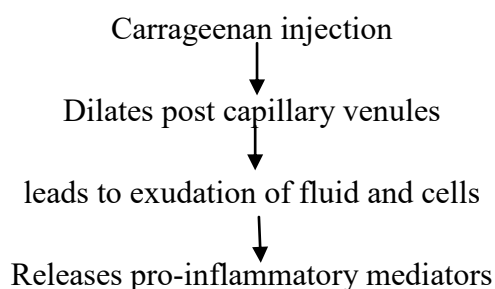 Carrageenan injection
Dilates post capillary venules
leads to exudation of fluid and cells
Releases pro-inflammatory mediators